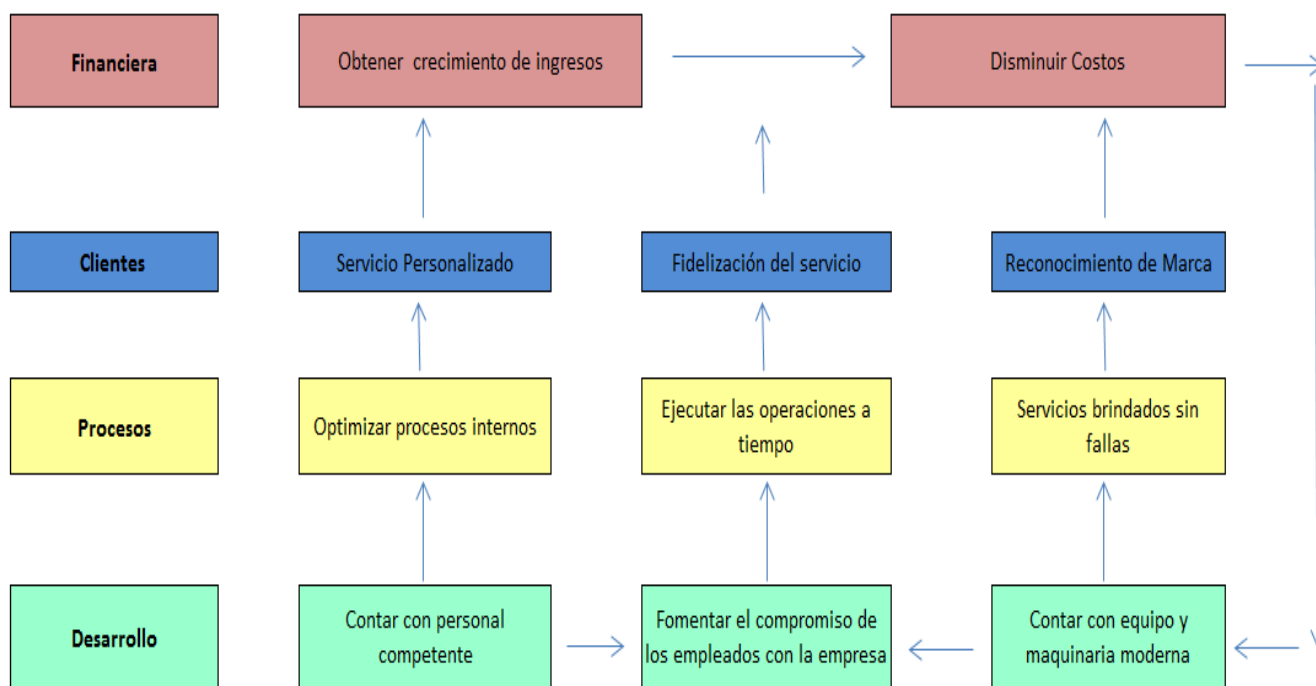 Financiera
Obtener crecimiento de ingresos
Disminuir Costos
Clientes
Servicio Personalizado
Fidelización del servicio
Reconocimiento de Marca
Procesos
Optimizar procesos internos
Ejecutar las operaciones a
tiempo
Servicios brindados sin
fallas
Desarrollo
Contar con personal
competente
Fomentar el compromiso de
los empleados con la empresa
Contar con equipo y
maquinaria moderna